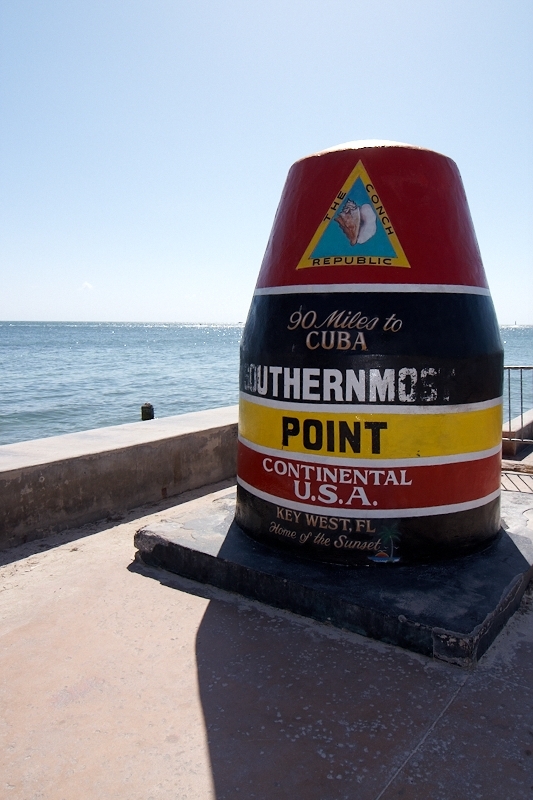 THE CONCH
REPUBLIC
90 Miles to
CUBA
SOUTHERNMOST
POINT
CONTINENTAL
U.S.A.
KEY WEST, FL
Home of the Sunset